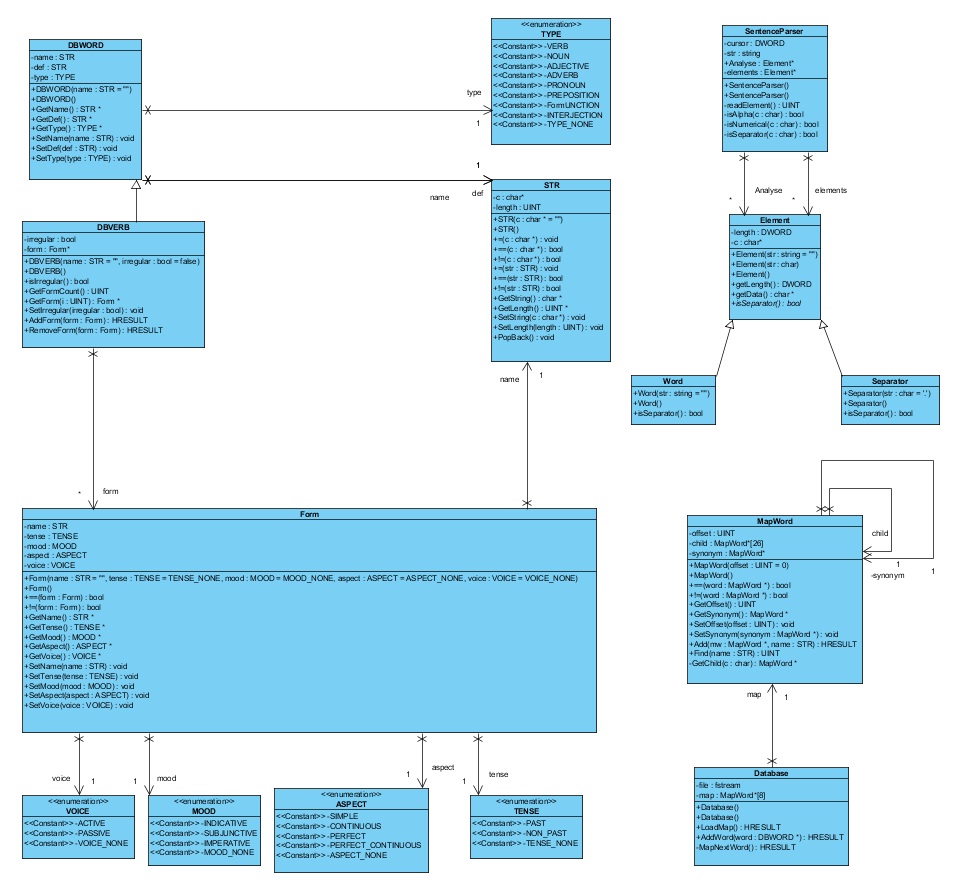 DBWORD
-name : STR
-def : STR
-type : TYPE
+DBWORD(name : STR = "")
+DBWORD()
+GetName() : STR *
+GetDef() : STR *
+GetType() : TYPE *
+SetName(name : STR) : void
+SetDef(def : STR) : void
+SetType(type : TYPE) : void
type
1
<<enumeration>>
TYPE
<<Constant>> -VERB
<<Constant>> -NOUN
<<Constant>> -ADJECTIVE
<<Constant>> -ADVERB
<<Constant>> -PRONOUN
<<Constant>> -PREPOSITION
<<Constant>> -FormUNCTION
<<Constant>> -INTERJECTION
<<Constant>> -TYPE_NONE
SentenceParser
-cursor : DWORD
-str : string
+Analyse : Element*
-elements : Element*
+SentenceParser()
+SentenceParser()
-readElement() : UINT
-isAlpha(c : char) : bool
-isNumerical(c : char) : bool
-isSeparator(c : char) : bool
1
name
def
STR
-c : char*
-length : UINT
+STR(c : char * = "")
+STR()
+=(c : char *) : void
+==(c : char *) : bool
+!=(c : char *) : bool
+=(str : STR) : void
+==(str : STR) : bool
+!=(str : STR) : bool
+GetString() : char *
+GetLength() : UINT *
+SetString(c : char *) : void
+SetLength(length : UINT) : void
+PopBack() : void
Analyse
elements
*
*
Element
-length : DWORD
-c : char*
+Element(str : string = "")
+Element(str : char)
+Element()
+getLength() : DWORD
+getData() : char *
+isSeparator() : bool
DBVERB
-irregular : bool
-form : Form*
+DBVERB(name : STR = "", irregular : bool = false)
+DBVERB()
+isIrregular() : bool
+GetFormCount() : UINT
+GetForm(i : UINT) : Form *
+SetIrregular(irregular : bool) : void
+AddForm(form : Form) : HRESULT
+RemoveForm(form : Form) : HRESULT
name
1
Word
+Word(str : string = "")
+Word()
+isSeparator() : bool
Separator
+Separator(str : char = '.')
+Separator()
+isSeparator() : bool
*
form
Form
-name : STR
-tense : TENSE
-mood : MOOD
-aspect : ASPECT
-voice : VOICE
+Form(name : STR = "", tense : TENSE = TENSE_NONE, mood : MOOD = MOOD_NONE, aspect : ASPECT = ASPECT_NONE, voice : VOICE = VOICE_NONE)
+Form()
+==(form : Form) : bool
+!=(form : Form) : bool
+GetName() : STR *
+GetTense() : TENSE *
+GetMood() : MOOD *
+GetAspect() : ASPECT *
+GetVoice() : VOICE *
+SetName(name : STR) : void
+SetTense(tense : TENSE) : void
+SetMood(mood : MOOD) : void
+SetAspect(aspect : ASPECT) : void
+SetVoice(voice : VOICE) : void
MapWord
-offset : UINT
-child : MapWord*[26]
-synonym : MapWord*
+MapWord(offset : UINT = 0)
+MapWord()
+==(word : MapWord *) : bool
+!=(word : MapWord *) : bool
+GetOffset() : UINT
+GetSynonym() : MapWord *
+SetOffset(offset : UINT) : void
+SetSynonym(synonym : MapWord *) : void
+Add(mw : MapWord *, name : STR) : HRESULT
+Find(name : STR) : UINT
-GetChild(c : char) : MapWord *
child
1
-synonym
1
map
1
voice
1
1
mood
1
aspect
1
tense
<<enumeration>>
VOICE
<<Constant>> -ACTIVE
<<Constant>> -PASSIVE
<<Constant>> -VOICE_NONE
<<enumeration>>
MOOD
<<Constant>> -INDICATIVE
<<Constant>> -SUBJUNCTIVE
<<Constant>> -IMPERATIVE
<<Constant>> -MOOD_NONE
<<enumeration>>
ASPECT
<<Constant>> -SIMPLE
<<Constant>> -CONTINUOUS
<<Constant>> -PERFECT
<<Constant>> -PERFECT_CONTINUOUS
<<Constant>> -ASPECT_NONE
<<enumeration>>
TENSE
<<Constant>> -PAST
<<Constant>> -NON_PAST
<<Constant>> -TENSE_NONE
Database
-file : fstream
-map : MapWord*[8]
+Database()
+Database()
+LoadMap() : HRESULT
+AddWord(word : DBWORD *) : HRESULT
-MapNextWord() : HRESULT